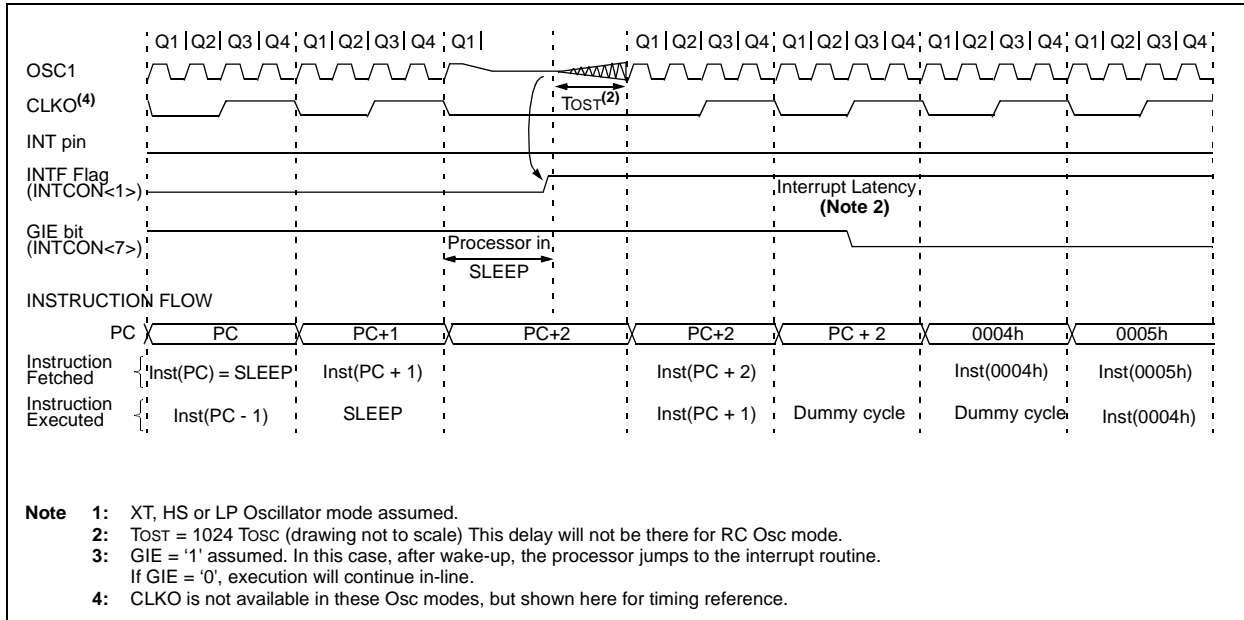 Q1 Q2 Q3 Q4 Q1 Q2 Q3 Q4 Q1 Q1 Q2 Q3 Q4 Q1 Q2 Q3 Q4 Q1 Q2 Q3 Q4 Q1 Q2 Q3 Q4
OSC1
CLKO(4) TOST(2)
INT pin
INTF Flag
(INTCON<1>) Interrupt Latency
(Note 2)
GIE bit
(INTCON<7>) Processor in
SLEEP
INSTRUCTION FLOW
PC PC PC+1 PC+2 PC+2 PC + 2 0004h 0005h
Instruction
Fetched Inst(PC) = SLEEP Inst(PC + 1) Inst(PC + 2) Inst(0004h) Inst(0005h)
Instruction
Executed Inst(PC - 1) SLEEP Inst(PC + 1) Dummy cycle Dummy cycle Inst(0004h)
Note 1: XT, HS or LP Oscillator mode assumed.
2: TOST = 1024 TOSC (drawing not to scale) This delay will not be there for RC Osc mode.
3: GIE = ‘1’ assumed. In this case, after wake-up, the processor jumps to the interrupt routine.
If GIE = ‘0’, execution will continue in-line.
4: CLKO is not available in these Osc modes, but shown here for timing reference.